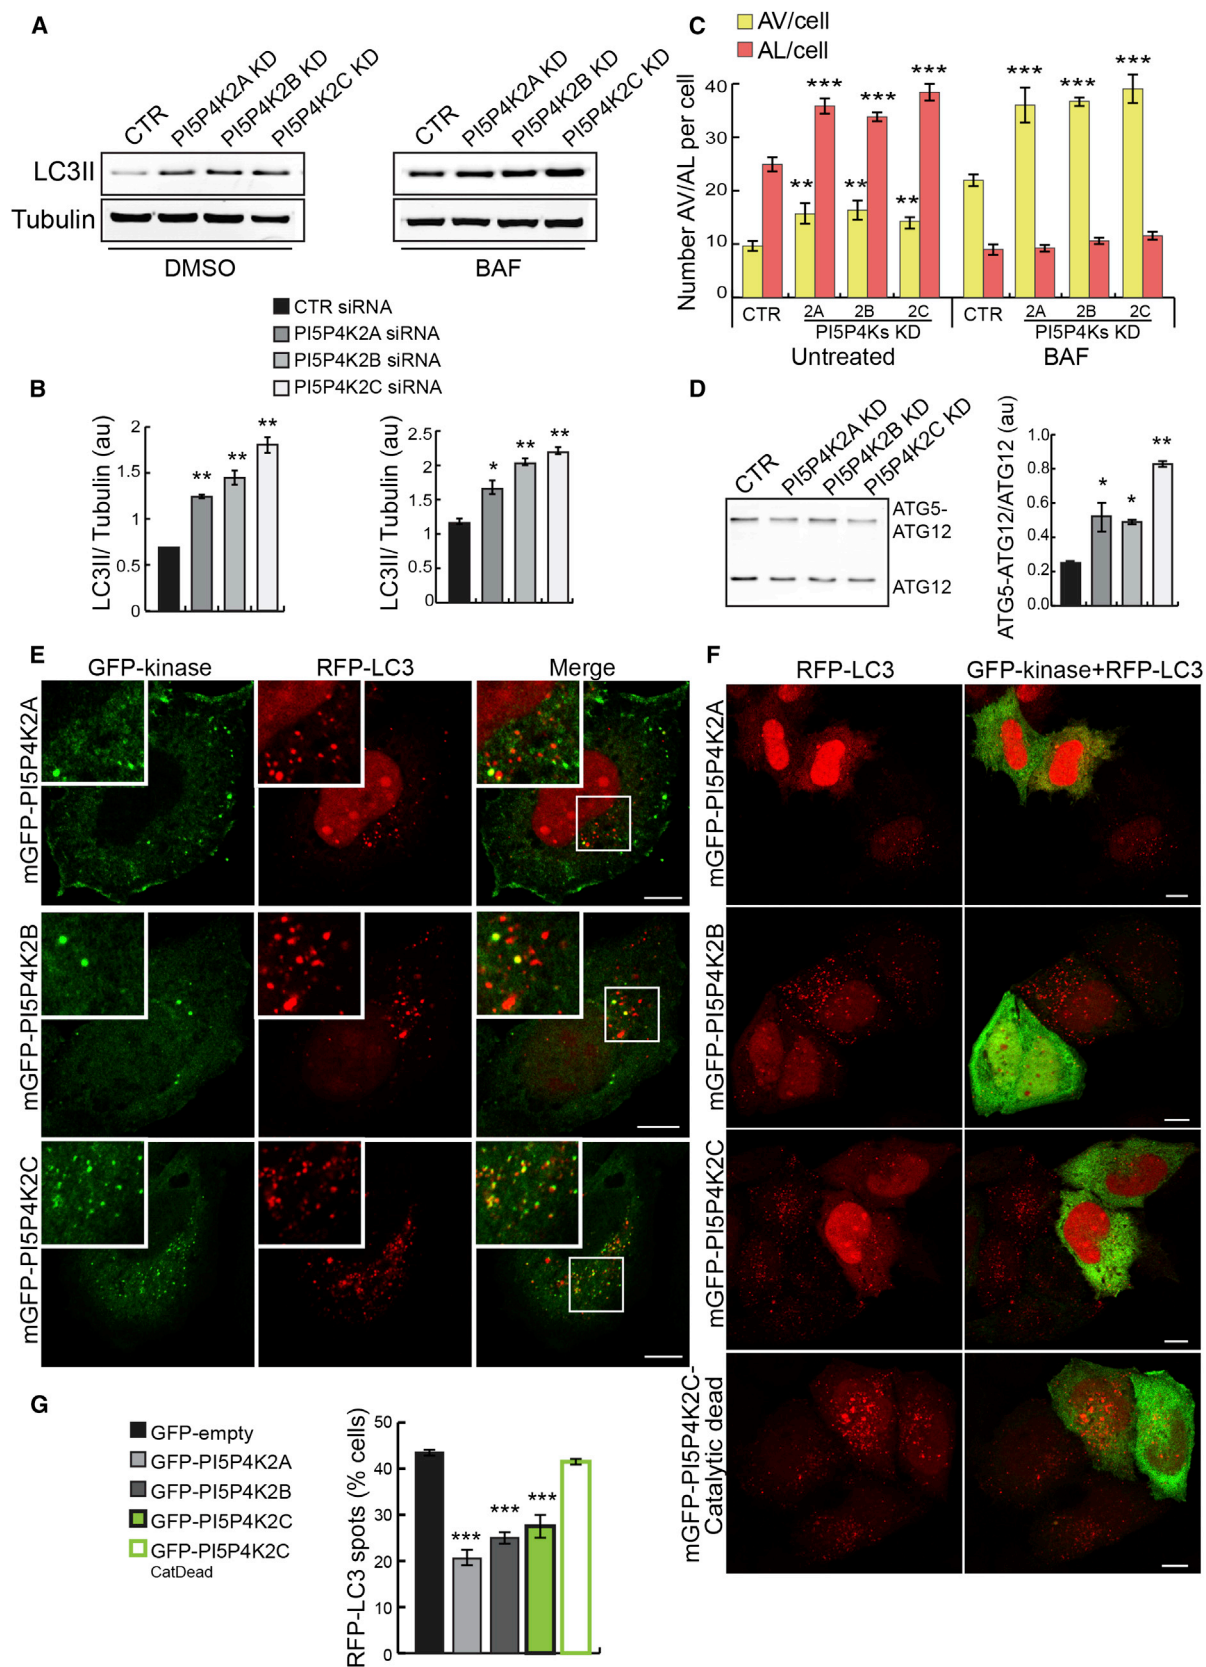 A
CTR
PI5P4K2A KD
PI5P4K2B KD
PI5P4K2C KD
CTR
PI5P4K2A KD
PI5P4K2B KD
PI5P4K2C KD
LC3II
Tubulin
DMSO
BAF
C
AV/cell
AL/cell
Number AV/AL per cell
40
30
20
10
0
** *** ** *** ** *** *** *** ***
CTR 2A 2B 2C CTR 2A 2B 2C
PI5P4Ks KD PI5P4Ks KD
Untreated BAF
CTR siRNA
PI5P4K2A siRNA
PI5P4K2B siRNA
PI5P4K2C siRNA
B
LC3II/ Tubulin (au)
2
1.5
1
0.5
0
** ** **
LC3II/ Tubulin (au)
2.5
2
1.5
1
0.5
0
* ** **
D
CTR
PI5P4K2A KD
PI5P4K2B KD
PI5P4K2C KD
ATG5-
ATG12
ATG12
ATG5-ATG12/ATG12 (au)
1.0
0.8
0.6
0.4
0.2
0.0
* * **
E
GFP-kinase RFP-LC3 Merge
mGFP-PI5P4K2A
mGFP-PI5P4K2B
mGFP-PI5P4K2C
F
RFP-LC3 GFP-kinase+RFP-LC3
mGFP-PI5P4K2A
mGFP-PI5P4K2B
mGFP-PI5P4K2C
mGFP-PI5P4K2C-
Catalytic dead
G
GFP-empty
GFP-PI5P4K2A
GFP-PI5P4K2B
GFP-PI5P4K2C
GFP-PI5P4K2C
CatDead
RFP-LC3 spots (% cells)
50
40
30
20
10
0
*** *** ***